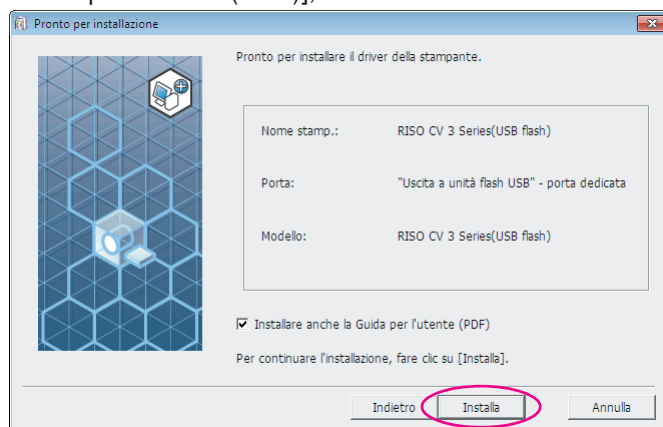 Pronto per installazione
Pronto per installare il driver della stampante.
Nome stamp.: RISO CV 3 Series(USB flash)
Porta: "Uscita a unità flash USB" - porta dedicata
Modello: RISO CV 3 Series(USB flash)
Installare anche la Guida per l'utente (PDF)
Per continuare l'installazione, fare clic su [Installa].
Indietro Installa Annulla